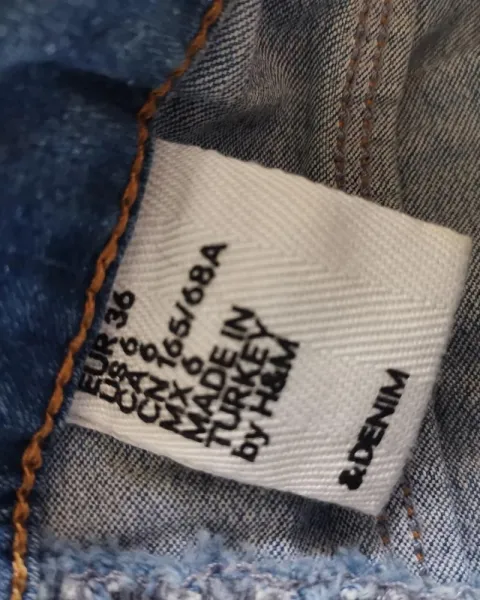 EUR 36
US 6
CA 6
CN 165/68A
MX 6
MADE IN
TURKEY
by H&M
&DENIM